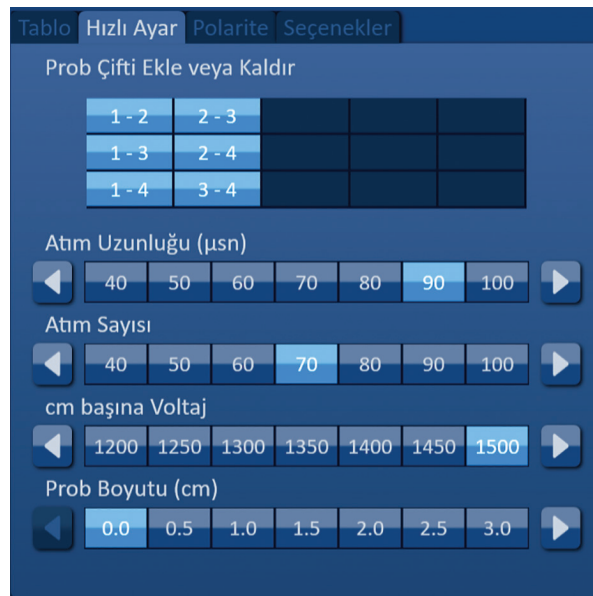 Tablo Hızlı Ayar Polarite Seçenekler
Prob Çifti Ekle veya Kaldır
1 - 2 2 - 3
1 - 3 2 - 4
1 - 4 3 - 4
Atım Uzunluğu (µsn)
40 50 60 70 80 90 100
Atım Sayısı
40 50 60 70 80 90 100
cm başına Voltaj
1200 1250 1300 1350 1400 1450 1500
Prob Boyutu (cm)
0.0 0.5 1.0 1.5 2.0 2.5 3.0